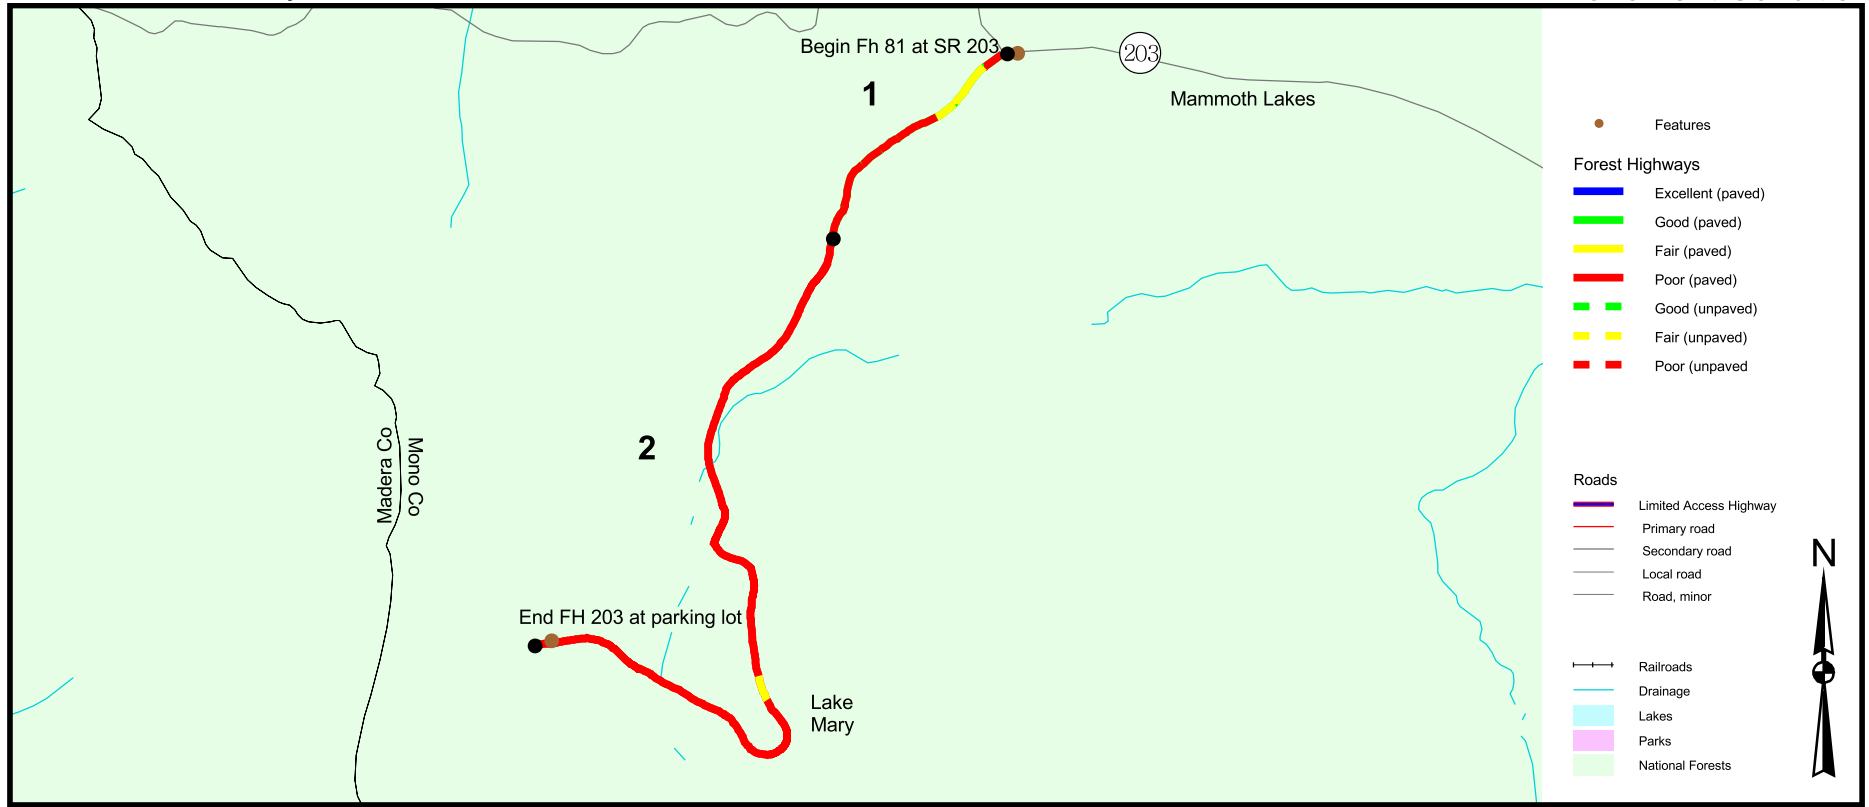 Begin Fh 81 at SR 203
203
1
Mammoth Lakes
2
Madera Co
Mono Co
End FH 203 at parking lot
Lake
Mary
Features
Forest Highways
Excellent (paved)
Good (paved)
Fair (paved)
Poor (paved)
Good (unpaved)
Fair (unpaved)
Poor (unpaved
Roads
Limited Access Highway
Primary road
Secondary road
Local road
Road, minor
N
Railroads
Drainage
Lakes
Parks
National Forests